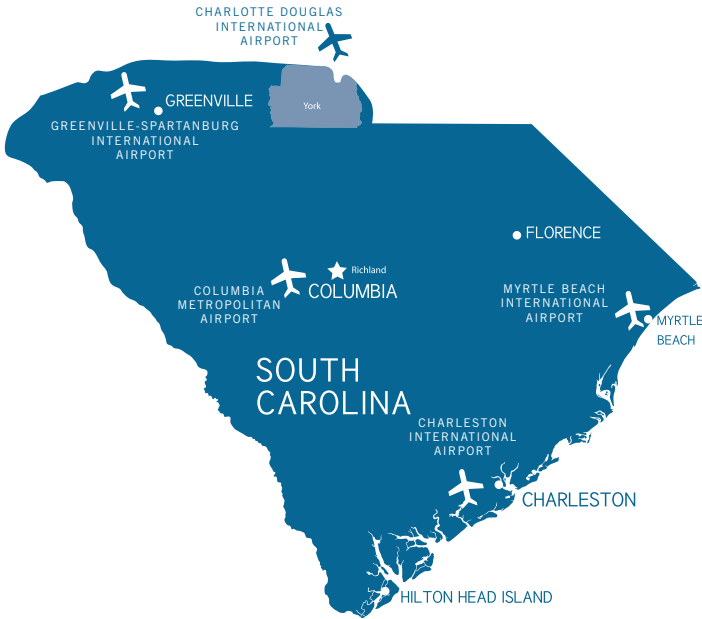 CHARLOTTE DOUGLAS
INTERNATIONAL
AIRPORT
GREENVILLE
York
GREENVILLE-SPARTANBURG
INTERNATIONAL
AIRPORT
FLORENCE
Richland
COLUMBIA
COLUMBIA
METROPOLITAN
AIRPORT
MYRTLE BEACH
INTERNATIONAL
AIRPORT
MYRTLE
BEACH
SOUTH
CAROLINA
CHARLESTON
INTERNATIONAL
AIRPORT
CHARLESTON
HILTON HEAD ISLAND